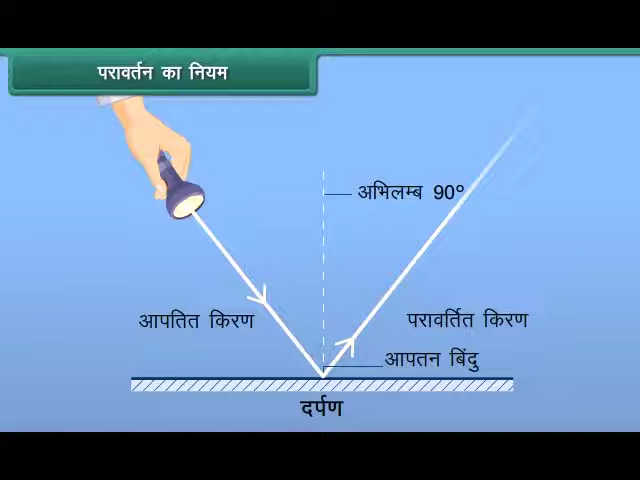 परावर्तन का नियम
अभिलम्ब 90°
आपतित किरण
परावर्तित किरण
आपतन बिंदु
दर्पण